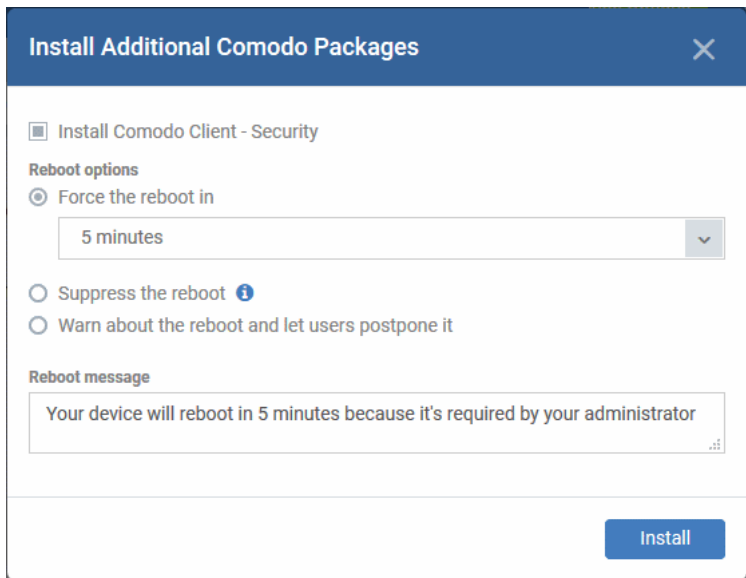 Install Additional Comodo Packages
Install Comodo Client - Security
Reboot options
Force the reboot in
5 minutes
Suppress the reboot
Warn about the reboot and let users postpone it
Reboot message
Your device will reboot in 5 minutes because it's required by your administrator
Install